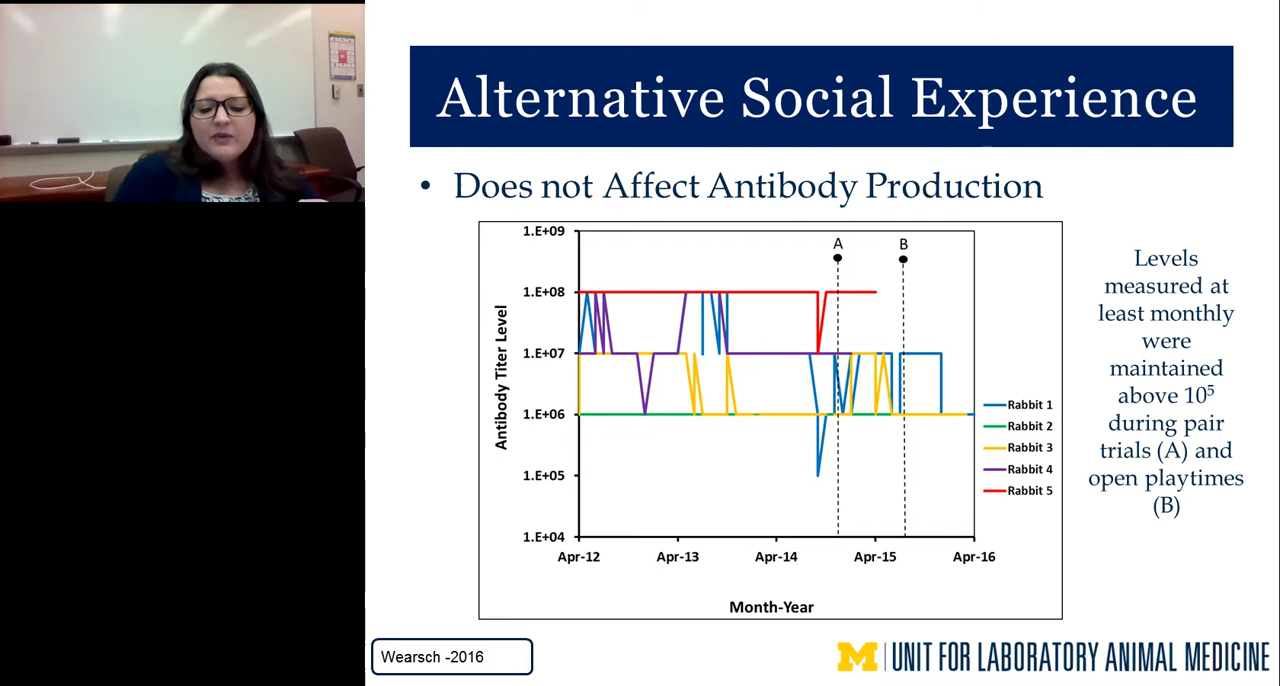 Alternative Social Experience
• Does not Affect Antibody Production
1.E+09
1.E+08
1.E+07
1.E+06
1.E+05
1.E+04
Antibody Titer Level
A
B
Apr-12
Apr-13
Apr-14
Apr-15
Apr-16
Month-Year
Rabbit 1
Rabbit 2
Rabbit 3
Rabbit 4
Rabbit 5
Levels
measured at
least monthly
were
maintained
above 10⁵
during pair
trials (A) and
open playtimes
(B)
Wearsch -2016
M UNIT FOR LABORATORY ANIMAL MEDICINE